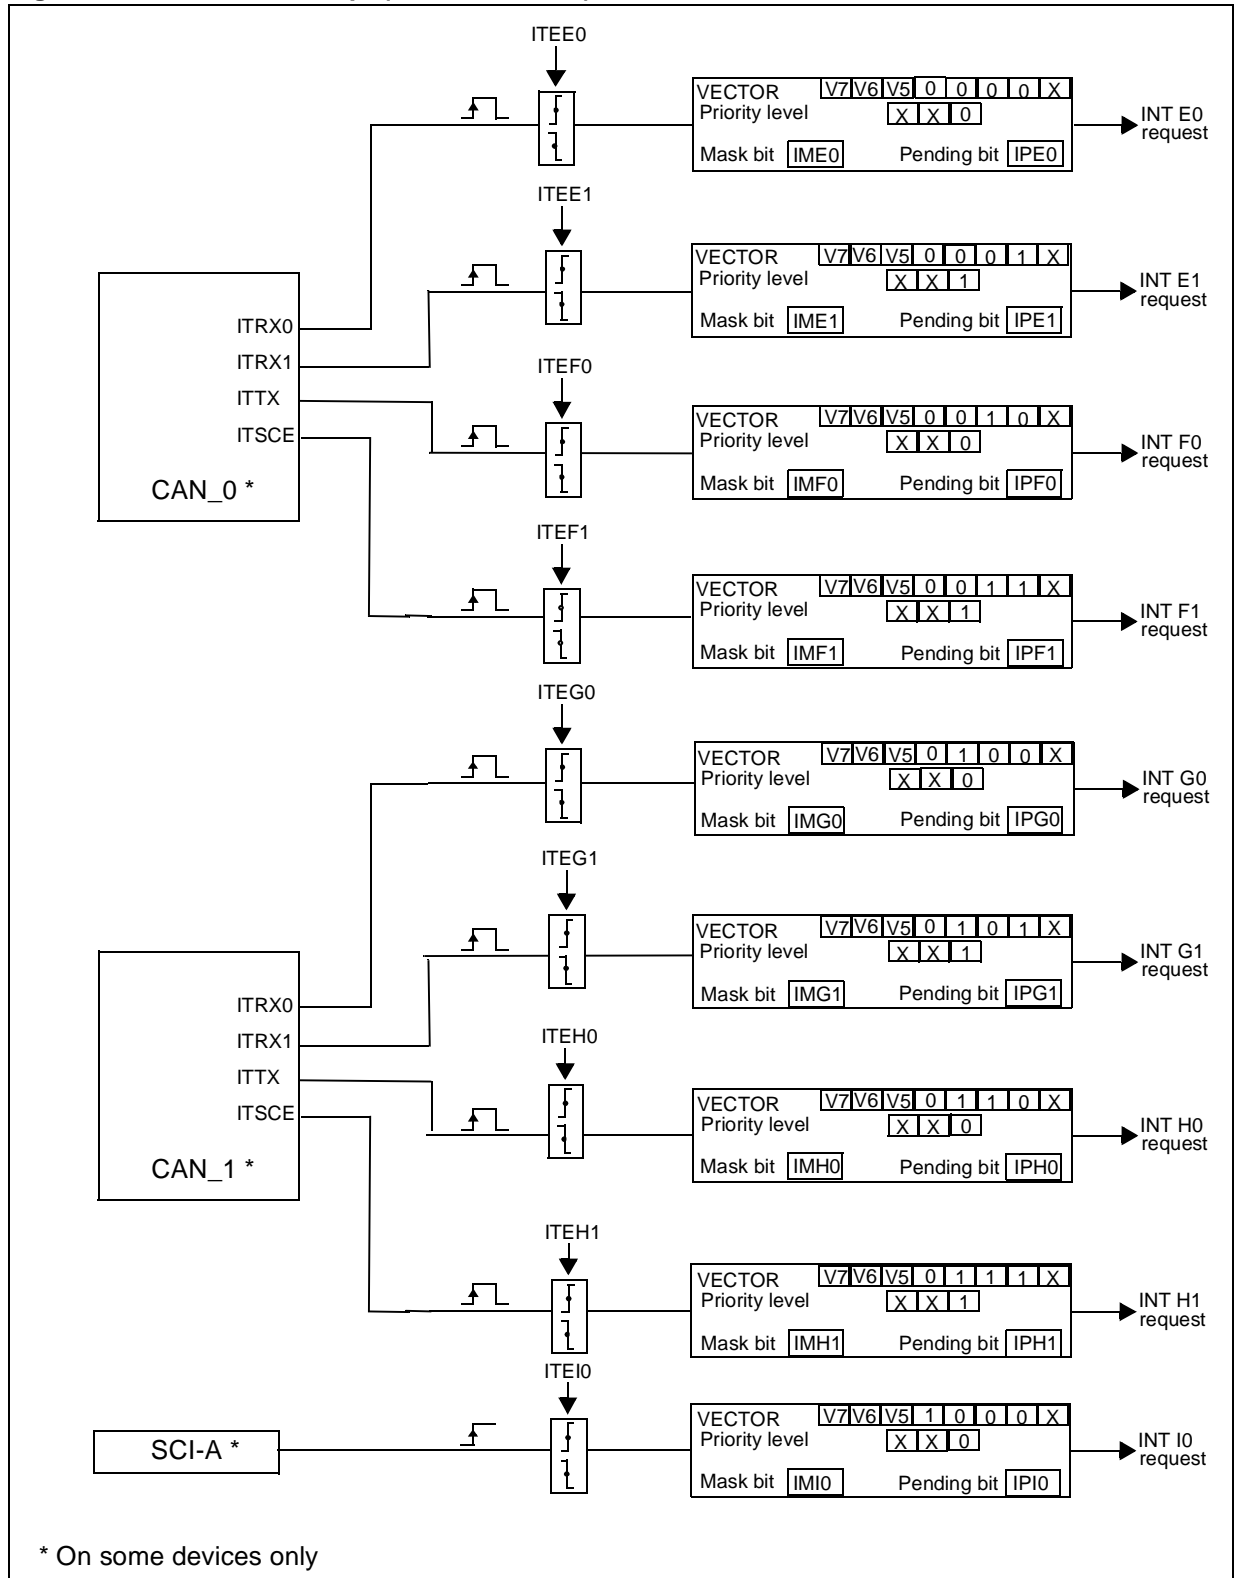 ITEE0
VECTOR V7 V6 V5 0 0 0 0 X
Priority level X X 0
Mask bit IME0 Pending bit IPE0
INT E0
request
ITEE1
VECTOR V7 V6 V5 0 0 0 1 X
Priority level X X 1
Mask bit IME1 Pending bit IPE1
INT E1
request
ITRX0
ITRX1
ITTX
ITSCE
CAN_0 *
ITEF0
VECTOR V7 V6 V5 0 0 1 0 X
Priority level X X 0
Mask bit IMF0 Pending bit IPF0
INT F0
request
ITEF1
VECTOR V7 V6 V5 0 0 1 1 X
Priority level X X 1
Mask bit IMF1 Pending bit IPF1
INT F1
request
ITEG0
VECTOR V7 V6 V5 0 1 0 0 X
Priority level X X 0
Mask bit IMG0 Pending bit IPG0
INT G0
request
ITEG1
VECTOR V7 V6 V5 0 1 0 1 X
Priority level X X 1
Mask bit IMG1 Pending bit IPG1
INT G1
request
ITRX0
ITRX1
ITTX
ITSCE
CAN_1 *
ITEH0
VECTOR V7 V6 V5 0 1 1 0 X
Priority level X X 0
Mask bit IMH0 Pending bit IPH0
INT H0
request
ITEH1
VECTOR V7 V6 V5 0 1 1 1 X
Priority level X X 1
Mask bit IMH1 Pending bit IPH1
INT H1
request
ITEI0
SCI-A *
VECTOR V7 V6 V5 1 0 0 0 X
Priority level X X 0
Mask bit IMI0 Pending bit IPI0
INT I0
request
* On some devices only